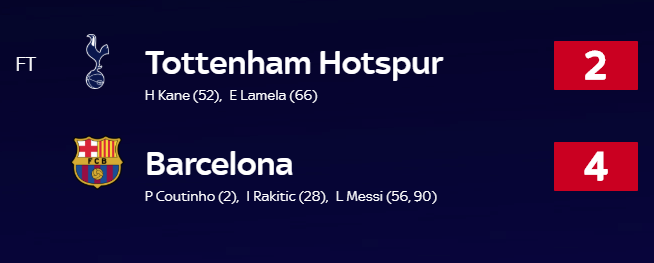 FT
Tottenham Hotspur 2
H Kane (52), E Lamela (66)
FCB
Barcelona 4
P Coutinho (2), I Rakitic (28), L Messi (56, 90)